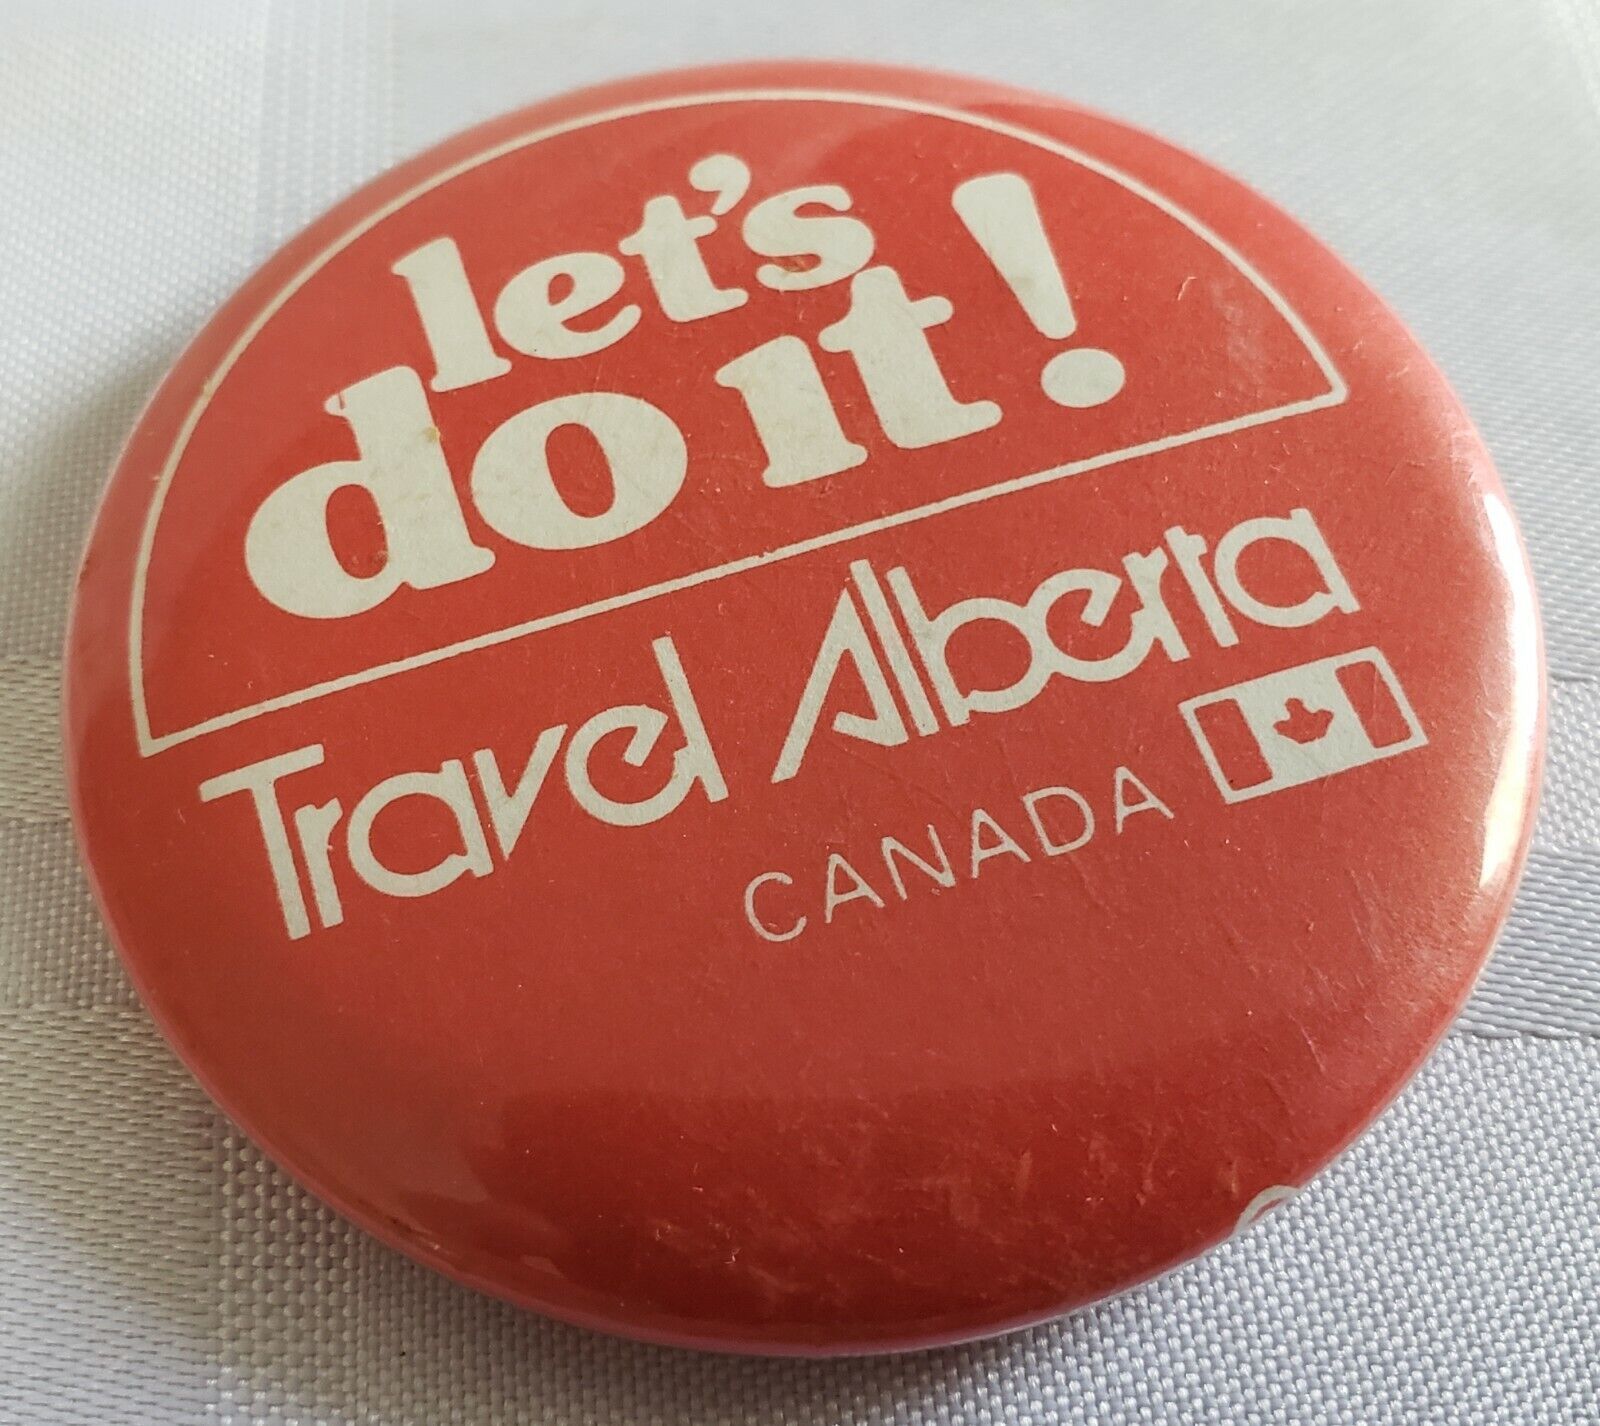 let's
do it!
Travel Alberta
CANADA